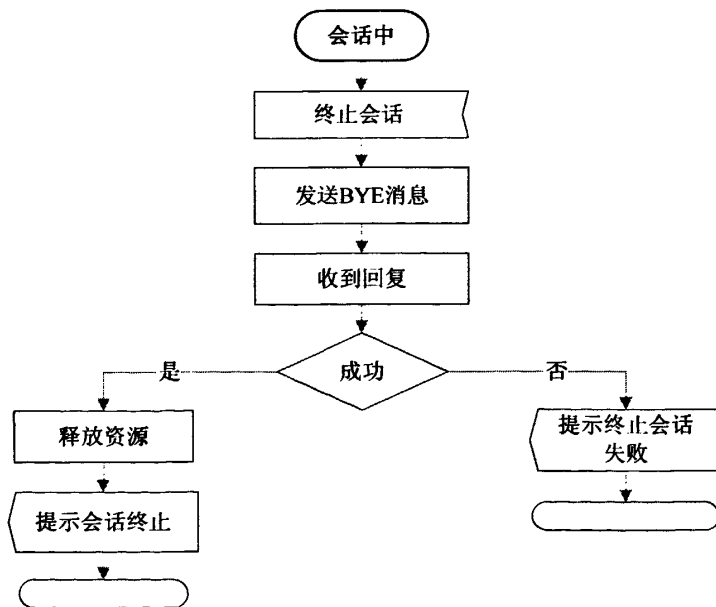 会话中
终止会话
发送BYE消息
收到回复
是
成功
否
释放资源
提示终止会话
失败
提示会话终止